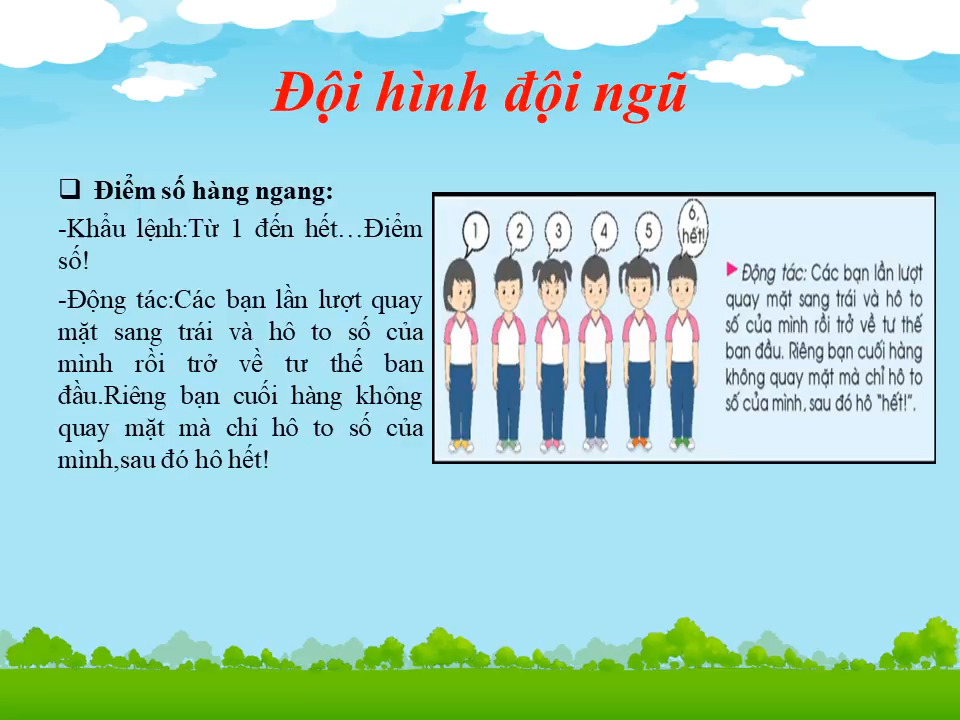 Đội hình đội ngũ
Điểm số hàng ngang:
-Khẩu lệnh:Từ 1 đến hết…Điểm
số!
-Động tác:Các bạn lần lượt quay
mặt sang trái và hô to số của
mình rồi trở về tư thế ban
đầu.Riêng bạn cuối hàng không
quay mặt mà chỉ hô to số của
mình,sau đó hô hết!
1
2
3
4
5
6,
hết!
Động tác: Các bạn lần lượt
quay mặt sang trái và hô to
số của mình rồi trở về tư thế
ban đầu. Riêng bạn cuối hàng
không quay mặt mà chỉ hô to
số của mình, sau đó hô “hết!”.